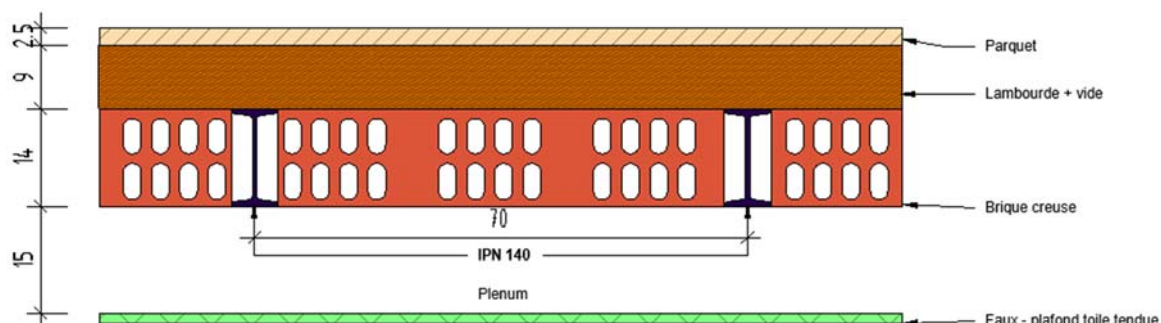 2.5
Parquet
9
Lambourde + vide
14
Brique creuse
70
IPN 140
15
Plenum
Faux - plafond toile tendue